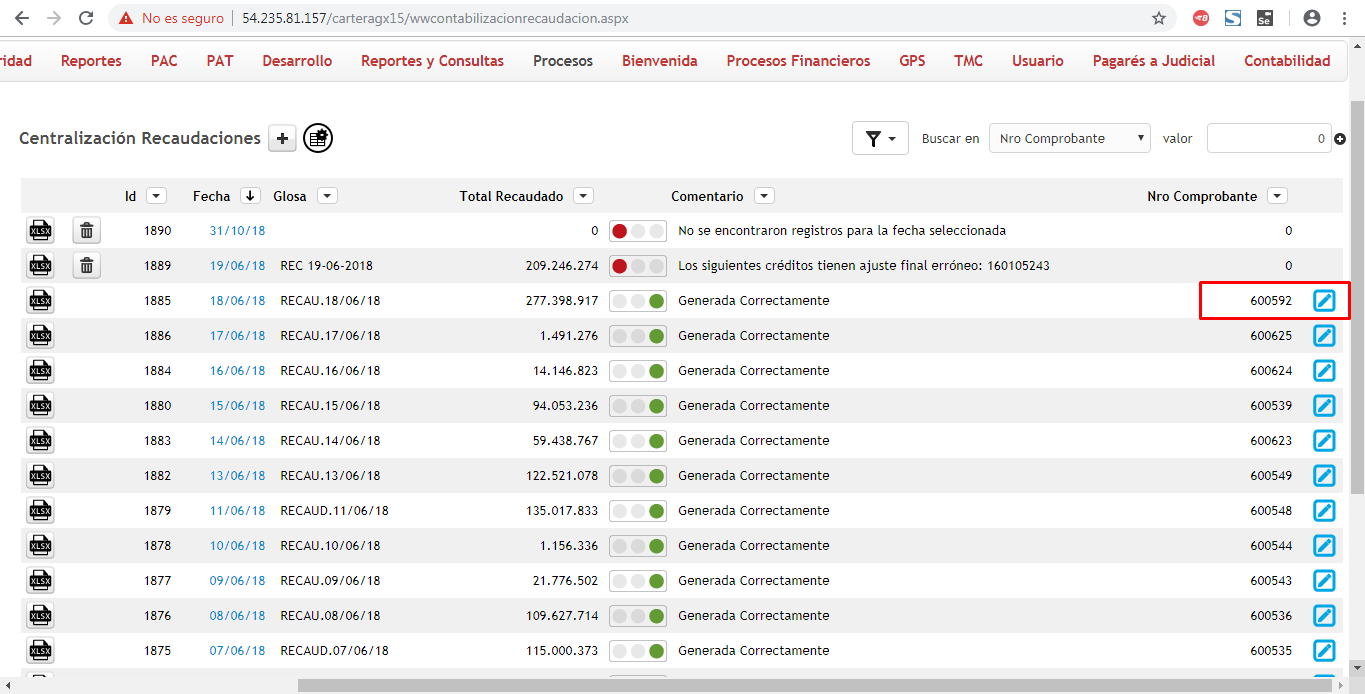 No es seguro 54.235.81.157/carteragx15/wwcontabilizacionrecaudacion.aspx
ridad Reportes PAC PAT Desarrollo Reportes y Consultas Procesos Bienvenida Procesos Financieros GPS TMC Usuario Pagarés a Judicial Contabilidad
Centralización Recaudaciones Buscar en Nro Comprobante valor 0
Id Fecha Glosa Total Recaudado Comentario Nro Comprobante
XLSX 1890 31/10/18 0 No se encontraron registros para la fecha seleccionada 0
XLSX 1889 19/06/18 REC 19-06-2018 209.246.274 Los siguientes créditos tienen ajuste final erróneo: 160105243 0
XLSX 1885 18/06/18 RECAU.18/06/18 277.398.917 Generada Correctamente 600592
XLSX 1886 17/06/18 RECAU.17/06/18 1.491.276 Generada Correctamente 600625
XLSX 1884 16/06/18 RECAU.16/06/18 14.146.823 Generada Correctamente 600624
XLSX 1880 15/06/18 RECAU.15/06/18 94.053.236 Generada Correctamente 600539
XLSX 1883 14/06/18 RECAU.14/06/18 59.438.767 Generada Correctamente 600623
XLSX 1882 13/06/18 RECAU.13/06/18 122.521.078 Generada Correctamente 600549
XLSX 1879 11/06/18 RECAUD.11/06/18 135.017.833 Generada Correctamente 600548
XLSX 1878 10/06/18 RECAU.10/06/18 1.156.336 Generada Correctamente 600544
XLSX 1877 09/06/18 RECAU.09/06/18 21.776.502 Generada Correctamente 600543
XLSX 1876 08/06/18 RECAU.08/06/18 109.627.714 Generada Correctamente 600536
XLSX 1875 07/06/18 RECAUD.07/06/18 115.000.373 Generada Correctamente 600535